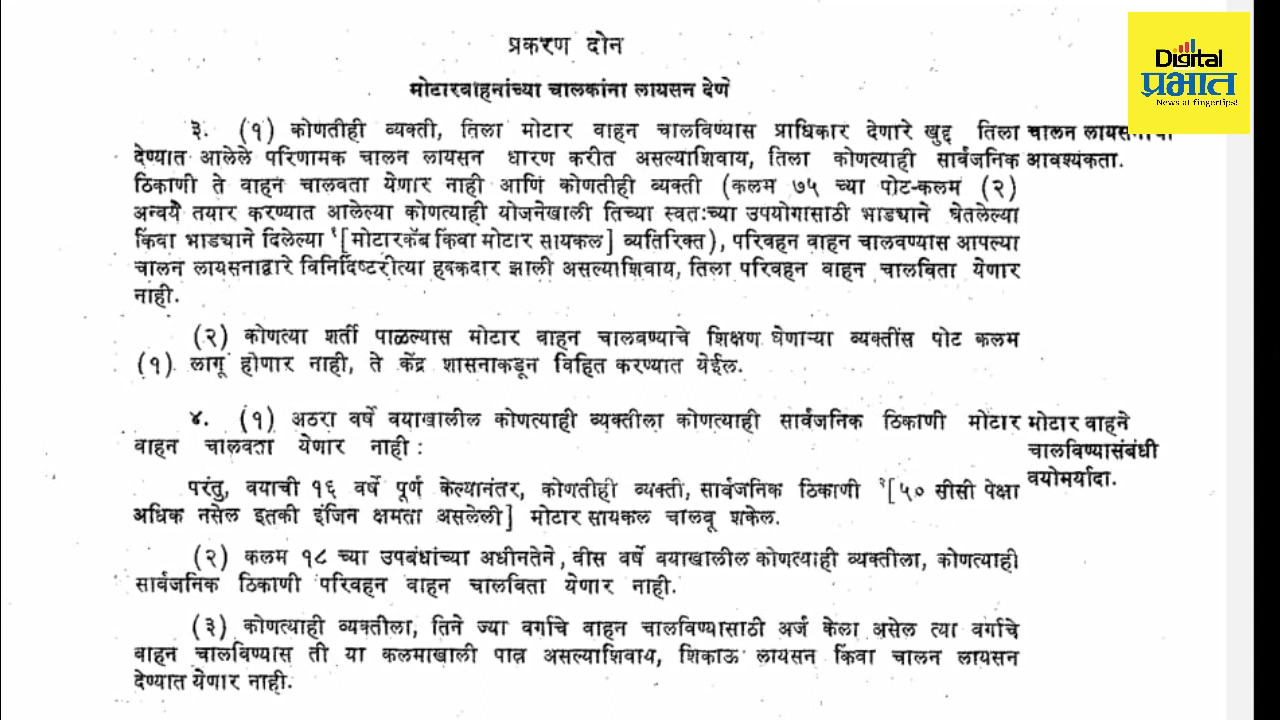 प्रकरण दोन
मोटारवाहनांच्या चालकांना लायसन देणे
Digital
प्रभात
News at fingertips!
३. (१) कोणतीही व्यक्ती, तिला मोटार वाहन चालविण्यास प्राधिकार देणारे खुद्द तिला
देण्यात आलेले परिणामक चालन लायसन धारण करीत असल्याशिवाय, तिला कोणत्याही सार्वजनिक
ठिकाणी ते वाहन चालवता येणार नाही आणि कोणतीही व्यक्ती (कलम ७५ च्या पोट-कलम (२)
अन्वये तयार करण्यात आलेल्या कोणत्याही योजनेखाली तिच्या स्वतःच्या उपयोगासाठी भाड्याने घेतलेल्या
किंवा भाड्याने दिलेल्या १[मोटारकॅब किंवा मोटार सायकल] व्यतिरिक्त), परिवहन वाहन चालवण्यास आपल्या
चालन लायसनाद्वारे विनिर्दिष्टरीत्या हक्कदार झाली असल्याशिवाय, तिला परिवहन वाहन चालविता येणार
नाही.
चालन लायसनाची
आवश्यकता.
(२) कोणत्या शर्ती पाळल्यास मोटार वाहन चालवण्याचे शिक्षण घेणाऱ्या व्यक्तींस पोट कलम
(१) लागू होणार नाही, ते केंद्र शासनाकडून विहित करण्यात येईल.
४. (१) अठरा वर्षे वयाखालील कोणत्याही व्यक्तीला कोणत्याही सार्वजनिक ठिकाणी मोटार
वाहन चालवता येणार नाही :
मोटार वाहने
चालविण्यासंबंधी
वयोमर्यादा.
परंतु, वयाची १६ वर्षे पूर्ण केल्यानंतर, कोणतीही व्यक्ती, सार्वजनिक ठिकाणी [५० सीसी पेक्षा
अधिक नसेल इतकी इंजिन क्षमता असलेली] मोटार सायकल चालवू शकेल.
(२) कलम १८ च्या उपबंधांच्या अधीनतेने, वीस वर्षे वयाखालील कोणत्याही व्यक्तीला, कोणत्याही
सार्वजनिक ठिकाणी परिवहन वाहन चालविता येणार नाही.
(३) कोणत्याही व्यक्तीला, तिने ज्या वर्गाचे वाहन चालविण्यासाठी अर्ज केला असेल त्या वर्गाचे
वाहन चालविण्यास ती या कलमाखाली पात्र असल्याशिवाय, शिकाऊ लायसन किंवा चालन लायसन
देण्यात येणार नाही.